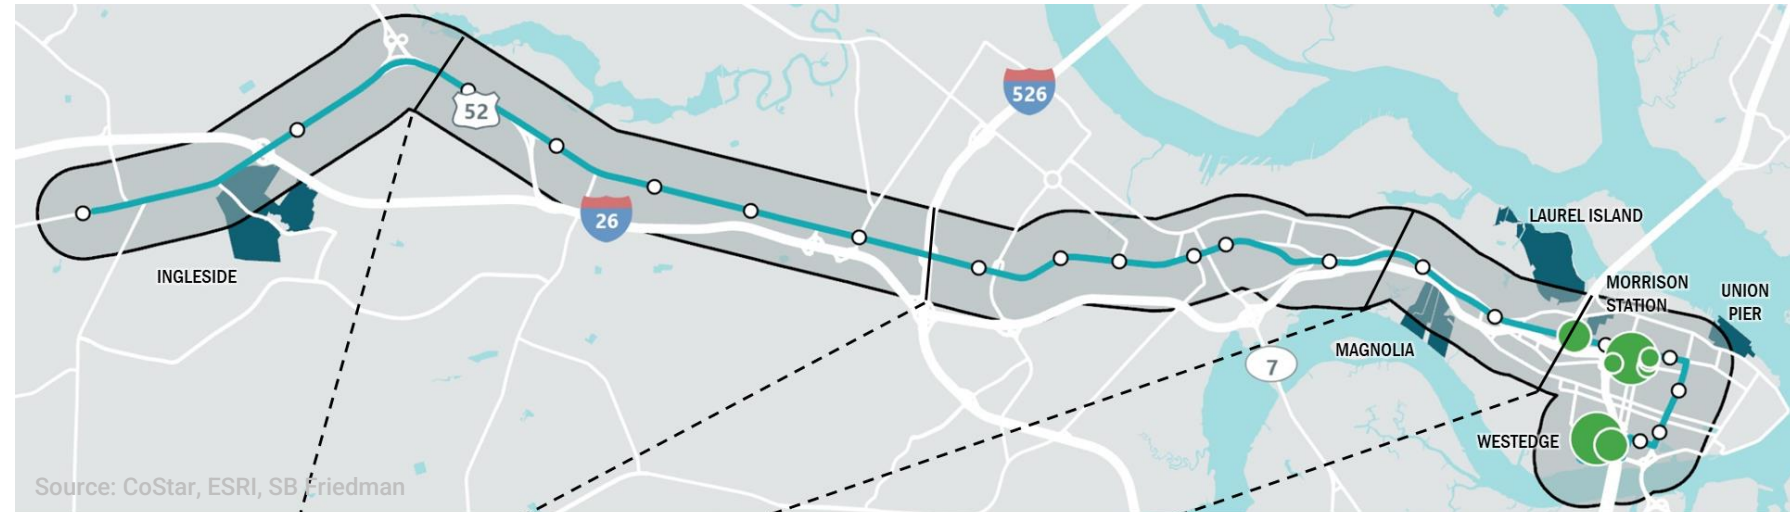 526
52
26
LAUREL ISLAND
INGLESIDE
MORRISON
STATION
UNION
PIER
MAGNOLIA
7
WESTEDGE
Source: CoStar, ESRI, SB Friedman